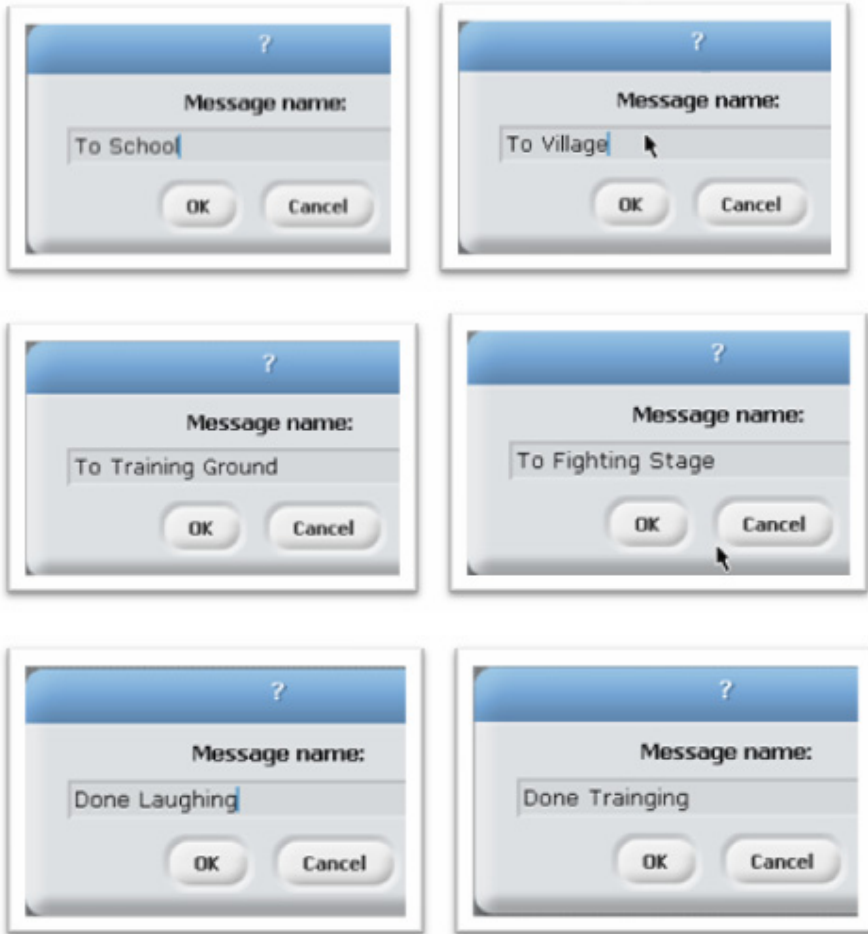 ?
Message name:
To School
OK Cancel
?
Message name:
To Village
OK Cancel
?
Message name:
To Training Ground
OK Cancel
?
Message name:
To Fighting Stage
OK Cancel
?
Message name:
Done Laughing
OK Cancel
?
Message name:
Done Trainging
OK Cancel